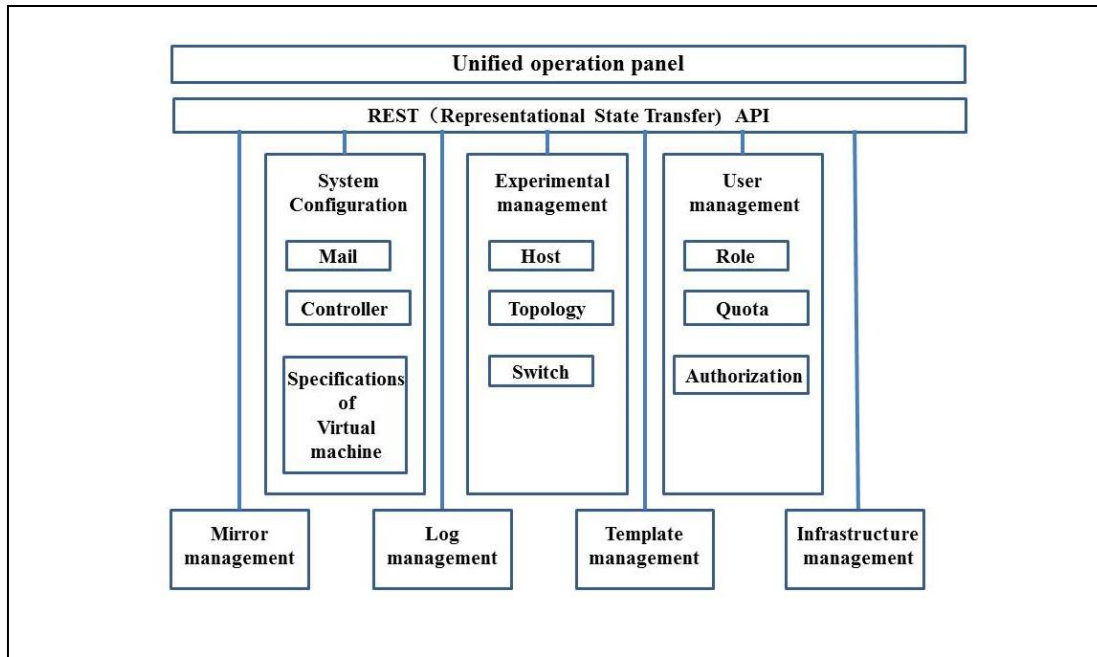 Unified operation panel
REST（Representational State Transfer) API
System
Configuration
Mail
Controller
Specifications
of
Virtual
machine
Experimental
management
Host
Topology
Switch
User
management
Role
Quota
Authorization
Mirror
management
Log
management
Template
management
Infrastructure
management